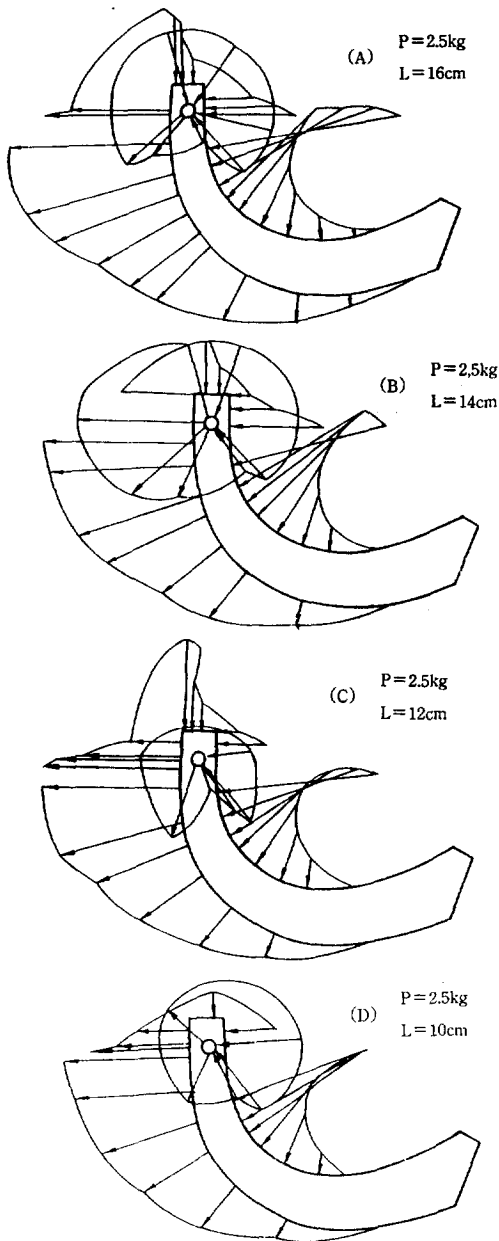 (A)
P=2.5kg
L=16cm
(B)
P=2,5kg
L=14cm
(C)
P=2.5kg
L=12cm
(D)
P=2.5kg
L=10cm